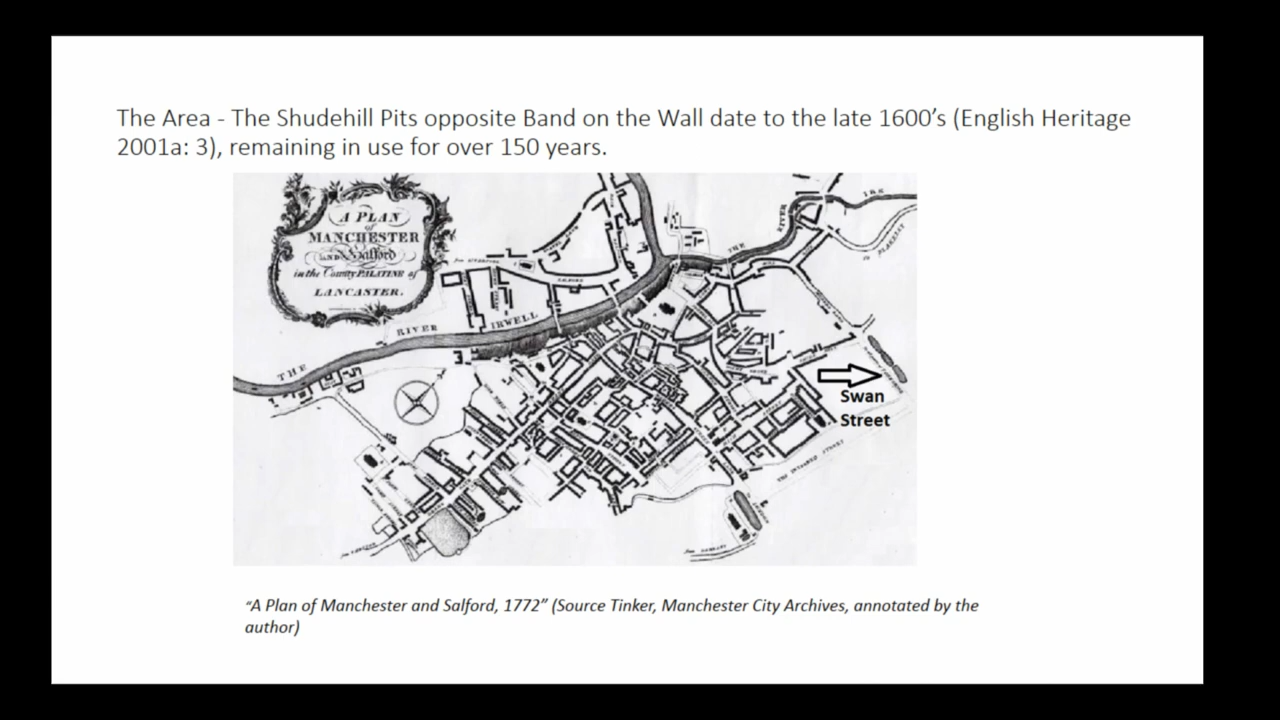 The Area - The Shudehill Pits opposite Band on the Wall date to the late 1600’s (English Heritage
2001a: 3), remaining in use for over 150 years.
A PLAN
of
MANCHESTER
AND Salford
in the County PALATINE of
LANCASTER.
THE RIVER IRWELL
THE RIVER IRK
Swan
Street
“A Plan of Manchester and Salford, 1772” (Source Tinker, Manchester City Archives, annotated by the
author)